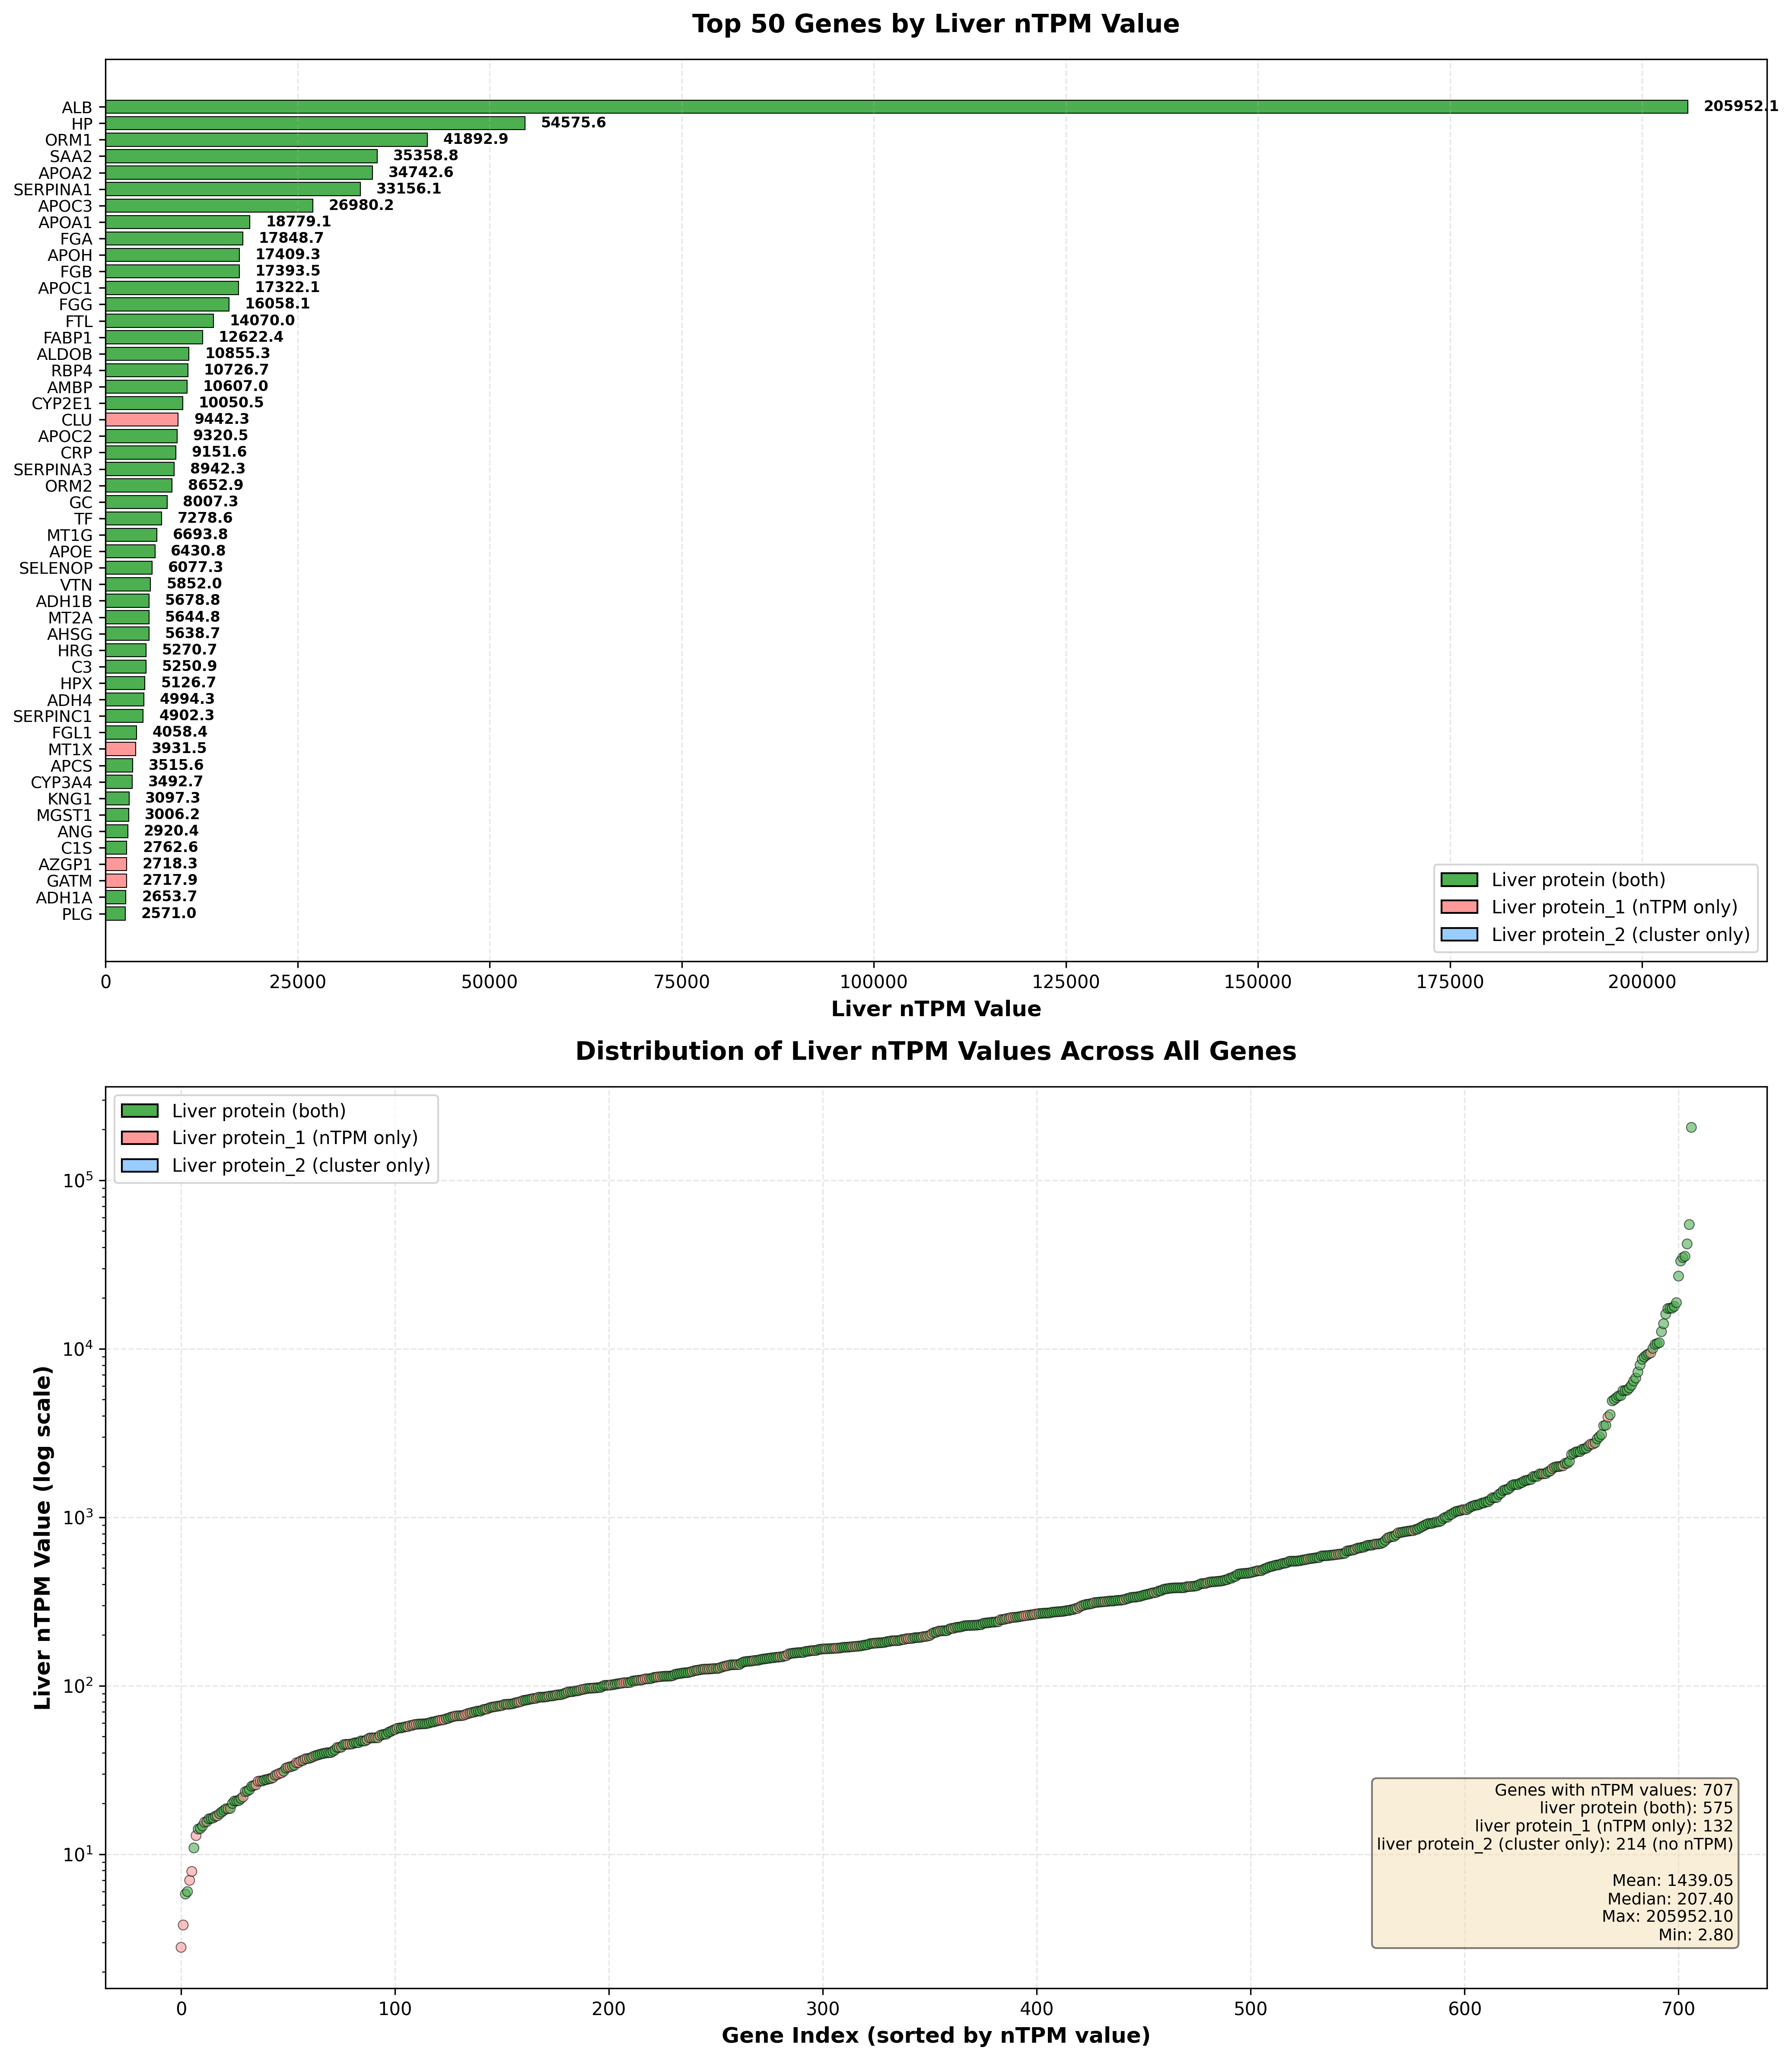 Top 50 Genes by Liver nTPM Value
ALB 205952.1
HP 54575.6
ORM1 41892.9
SAA2 35358.8
APOA2 34742.6
SERPINA1 33156.1
APOC3 26980.2
APOA1 18779.1
FGA 17848.7
APOH 17409.3
FGB 17393.5
APOC1 17322.1
FGG 16058.1
FTL 14070.0
FABP1 12622.4
ALDOB 10855.3
RBP4 10726.7
AMBP 10607.0
CYP2E1 10050.5
CLU 9442.3
APOC2 9320.5
CRP 9151.6
SERPINA3 8942.3
ORM2 8652.9
GC 8007.3
TF 7278.6
MT1G 6693.8
APOE 6430.8
SELENOP 6077.3
VTN 5852.0
ADH1B 5678.8
MT2A 5644.8
AHSG 5638.7
HRG 5270.7
C3 5250.9
HPX 5126.7
ADH4 4994.3
SERPINC1 4902.3
FGL1 4058.4
MT1X 3931.5
APCS 3515.6
CYP3A4 3492.7
KNG1 3097.3
MGST1 3006.2
ANG 2920.4
C1S 2762.6
AZGP1 2718.3
GATM 2717.9
ADH1A 2653.7
PLG 2571.0
Liver protein (both)
Liver protein_1 (nTPM only)
Liver protein_2 (cluster only)
0 25000 50000 75000 100000 125000 150000 175000 200000
Liver nTPM Value
Distribution of Liver nTPM Values Across All Genes
Liver protein (both)
Liver protein_1 (nTPM only)
Liver protein_2 (cluster only)
Liver nTPM Value (log scale)
10⁵
10⁴
10³
10²
10¹
Genes with nTPM values: 707
liver protein (both): 575
liver protein_1 (nTPM only): 132
liver protein_2 (cluster only): 214 (no nTPM)
Mean: 1439.05
Median: 207.40
Max: 205952.10
Min: 2.80
0 100 200 300 400 500 600 700
Gene Index (sorted by nTPM value)